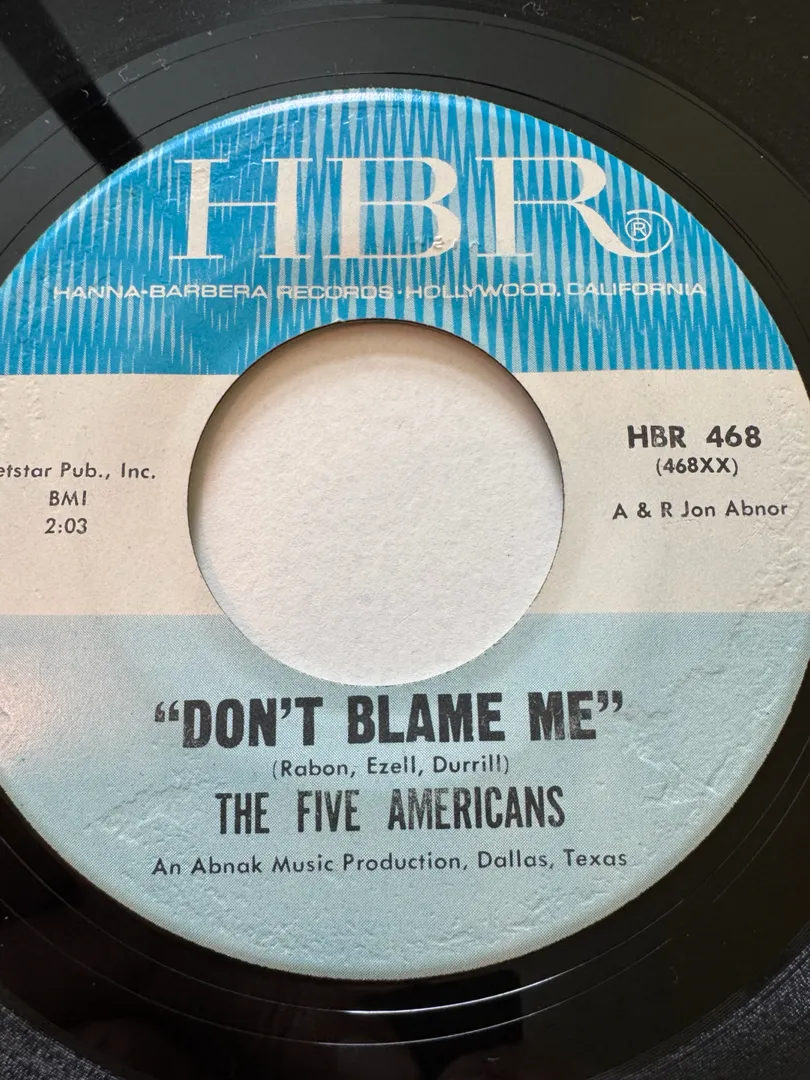 HBR®
HANNA-BARBERA RECORDS · HOLLYWOOD, CALIFORNIA
etstar Pub., Inc.
BMI
2:03
HBR 468
(468XX)
A & R Jon Abnor
“DON'T BLAME ME”
(Rabon, Ezell, Durrill)
THE FIVE AMERICANS
An Abnak Music Production, Dallas, Texas